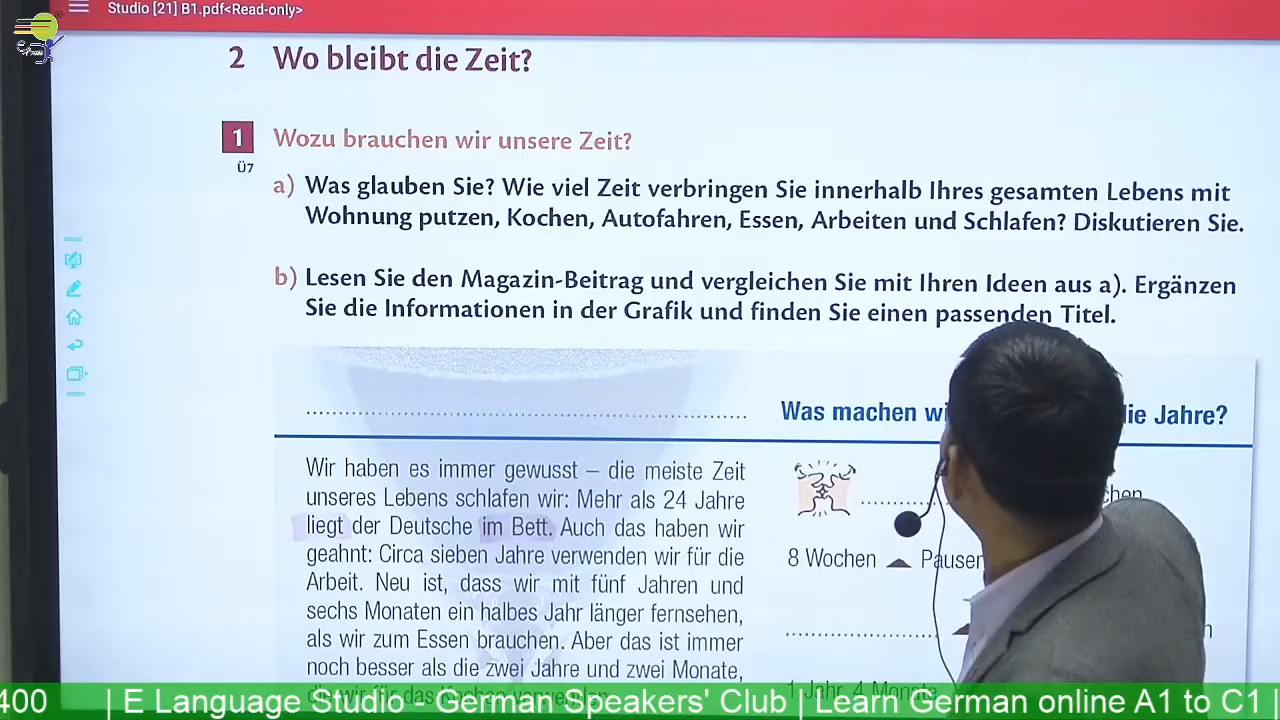 Studio [21] B1.pdf<Read-only>
2 Wo bleibt die Zeit?
1 Wozu brauchen wir unsere Zeit?
Ü7
a) Was glauben Sie? Wie viel Zeit verbringen Sie innerhalb Ihres gesamten Lebens mit
Wohnung putzen, Kochen, Autofahren, Essen, Arbeiten und Schlafen? Diskutieren Sie.
b) Lesen Sie den Magazin-Beitrag und vergleichen Sie mit Ihren Ideen aus a). Ergänzen
Sie die Informationen in der Grafik und finden Sie einen passenden Titel.
Was machen wi
ie Jahre?
Wir haben es immer gewusst – die meiste Zeit
unseres Lebens schlafen wir: Mehr als 24 Jahre
liegt der Deutsche im Bett. Auch das haben wir
geahnt: Circa sieben Jahre verwenden wir für die
Arbeit. Neu ist, dass wir mit fünf Jahren und
sechs Monaten ein halbes Jahr länger fernsehen,
als wir zum Essen brauchen. Aber das ist immer
noch besser als die zwei Jahre und zwei Monate,
die wir für das Kochen verwenden.
chen
8 Wochen Pausen
n
1 Jahr, 4 Monate
400 | E Language Studio - German Speakers' Club | Learn German online A1 to C1 |